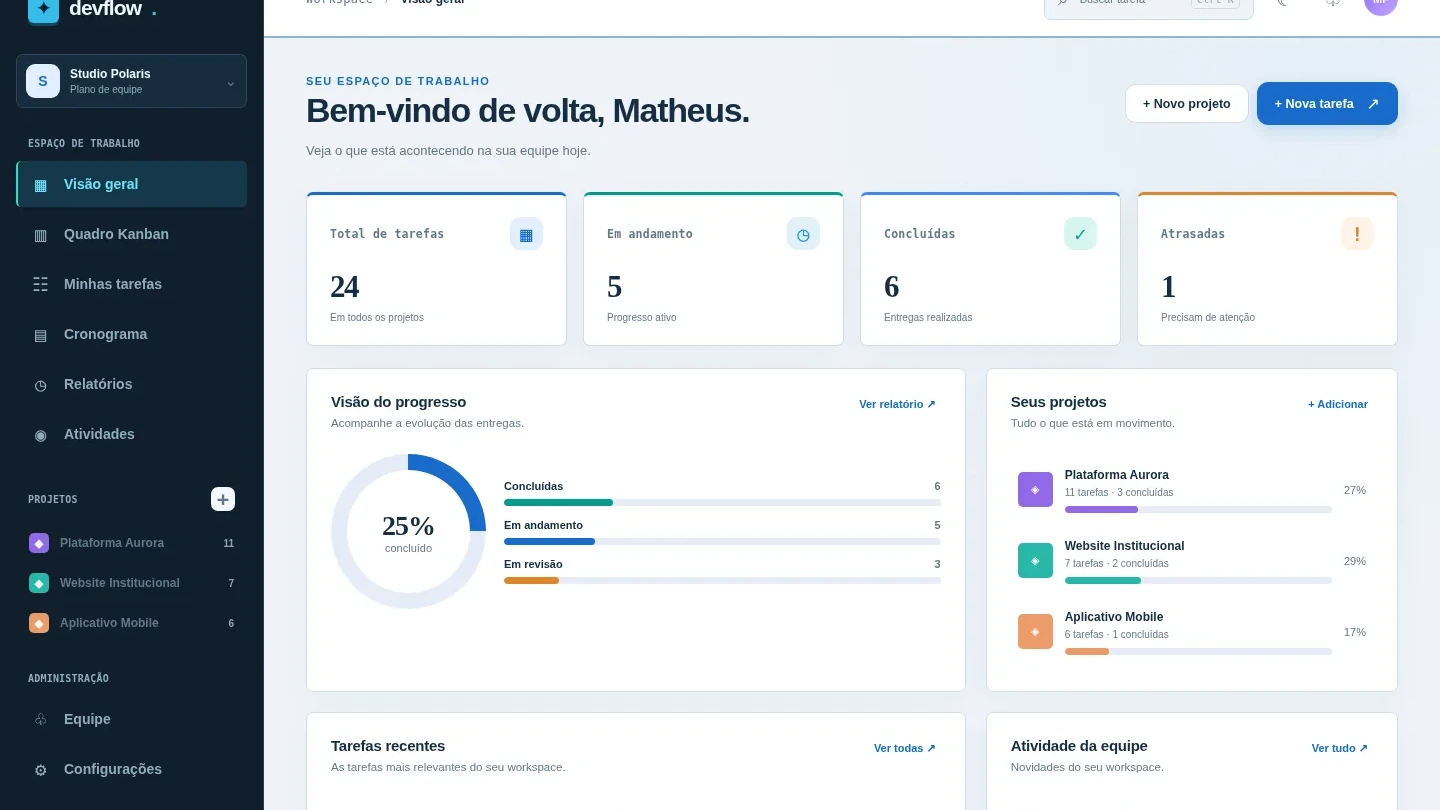 devflow.
S
Studio Polaris
Plano de equipe
ESPAÇO DE TRABALHO
Visão geral
Quadro Kanban
Minhas tarefas
Cronograma
Relatórios
Atividades
PROJETOS
+
Plataforma Aurora 11
Website Institucional 7
Aplicativo Mobile 6
ADMINISTRAÇÃO
Equipe
Configurações
Workspace / Visão geral
Buscar tarefa
Ctrl K
SEU ESPAÇO DE TRABALHO
Bem-vindo de volta, Matheus.
Veja o que está acontecendo na sua equipe hoje.
+ Novo projeto
+ Nova tarefa ↗
Total de tarefas
24
Em todos os projetos
Em andamento
5
Progresso ativo
Concluídas
✓
6
Entregas realizadas
Atrasadas
!
1
Precisam de atenção
Visão do progresso
Ver relatório ↗
Acompanhe a evolução das entregas.
25%
concluído
Concluídas 6
Em andamento 5
Em revisão 3
Seus projetos
+ Adicionar
Tudo o que está em movimento.
Plataforma Aurora
11 tarefas · 3 concluídas
27%
Website Institucional
7 tarefas · 2 concluídas
29%
Aplicativo Mobile
6 tarefas · 1 concluídas
17%
Tarefas recentes
Ver todas ↗
As tarefas mais relevantes do seu workspace.
Atividade da equipe
Ver tudo ↗
Novidades do seu workspace.